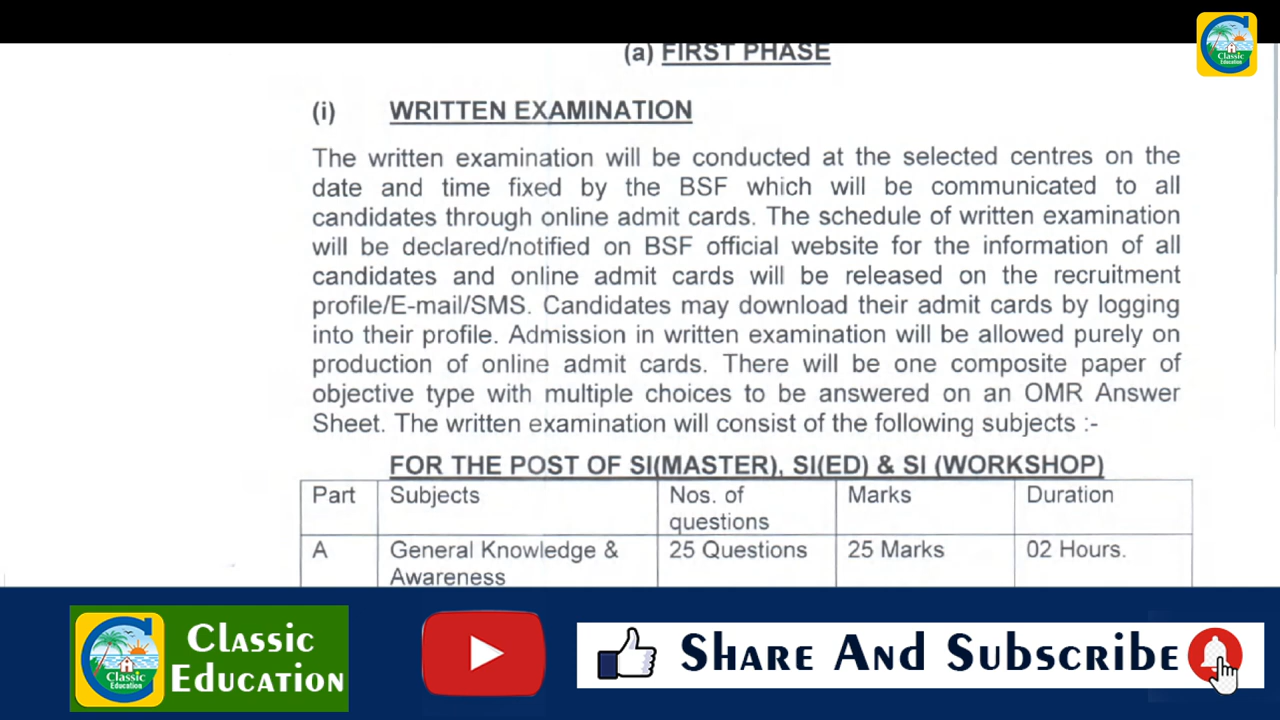 Classic
Education
(a) FIRST PHASE
(i) WRITTEN EXAMINATION
The written examination will be conducted at the selected centres on the
date and time fixed by the BSF which will be communicated to all
candidates through online admit cards. The schedule of written examination
will be declared/notified on BSF official website for the information of all
candidates and online admit cards will be released on the recruitment
profile/E-mail/SMS. Candidates may download their admit cards by logging
into their profile. Admission in written examination will be allowed purely on
production of online admit cards. There will be one composite paper of
objective type with multiple choices to be answered on an OMR Answer
Sheet. The written examination will consist of the following subjects :-
FOR THE POST OF SI(MASTER), SI(ED) & SI (WORKSHOP)
Part Subjects Nos. of questions Marks Duration
A General Knowledge & Awareness 25 Questions 25 Marks 02 Hours.
Classic
Education
Classic
Education
Share And Subscribe